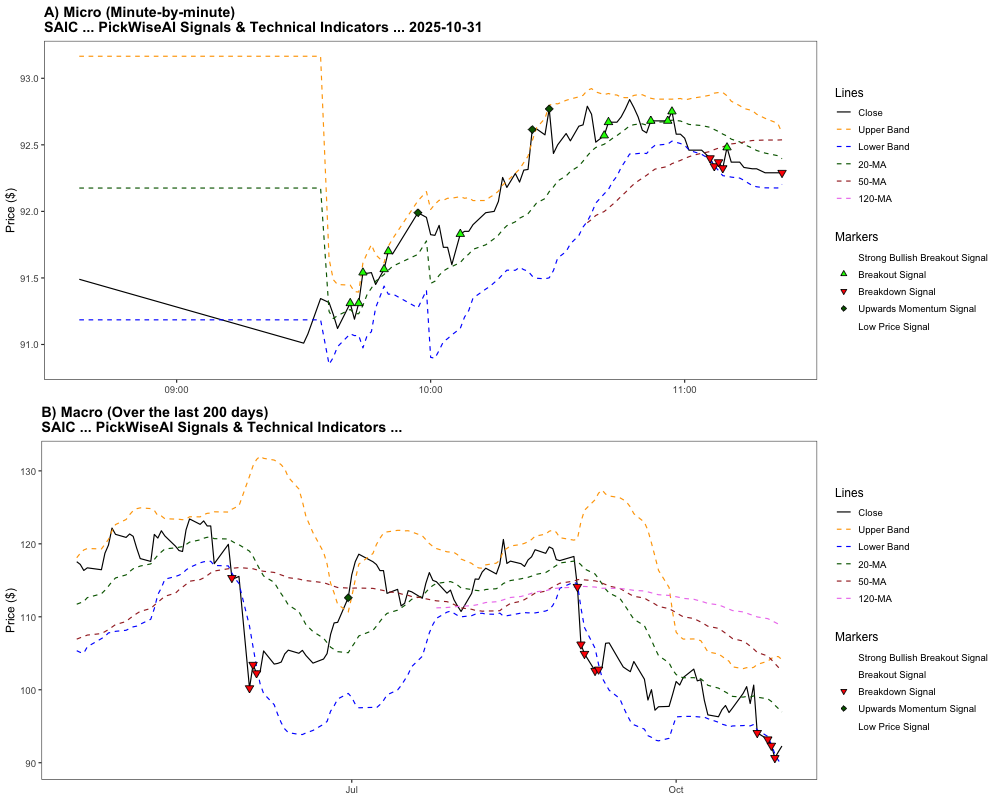 A) Micro (Minute-by-minute)
SAIC ... PickWiseAI Signals & Technical Indicators ... 2025-10-31
Price ($)
93.0
92.5
92.0
91.5
91.0
09:00
10:00
11:00
Lines
Close
Upper Band
Lower Band
20-MA
50-MA
120-MA
Markers
Strong Bullish Breakout Signal
Breakout Signal
Breakdown Signal
Upwards Momentum Signal
Low Price Signal
B) Macro (Over the last 200 days)
SAIC ... PickWiseAI Signals & Technical Indicators ...
Price ($)
130
120
110
100
90
Jul
Oct
Lines
Close
Upper Band
Lower Band
20-MA
50-MA
120-MA
Markers
Strong Bullish Breakout Signal
Breakout Signal
Breakdown Signal
Upwards Momentum Signal
Low Price Signal